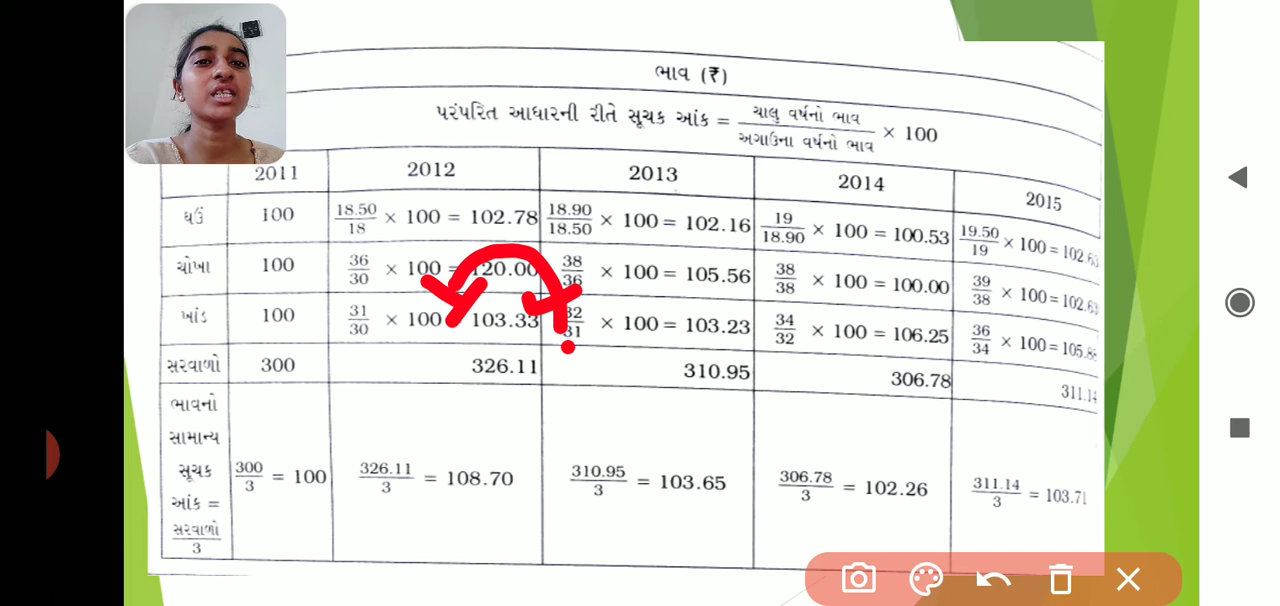 ભાવ (₹)
પરંપરિત આધારની રીતે સૂચક આંક = ચાલુ વર્ષનો ભાવ / અગાઉના વર્ષનો ભાવ × 100
2011 2012 2013 2014 2015
ઘઉં 100 18.50/18 × 100 = 102.78 18.90/18.50 × 100 = 102.16 19/18.90 × 100 = 100.53 19.50/19 × 100 = 102.63
ચોખા 100 36/30 × 100 = 120.00 38/36 × 100 = 105.56 38/38 × 100 = 100.00 39/38 × 100 = 102.63
ખાંડ 100 31/30 × 100 103.33 32/31 × 100 = 103.23 34/32 × 100 = 106.25 36/34 × 100 = 105.88
સરવાળો 300 326.11 310.95 306.78 311.14
ભાવનો
સામાન્ય
સૂચક 300/3 = 100 326.11/3 = 108.70 310.95/3 = 103.65 306.78/3 = 102.26 311.14/3 = 103.71
આંક =
સરવાળો / 3